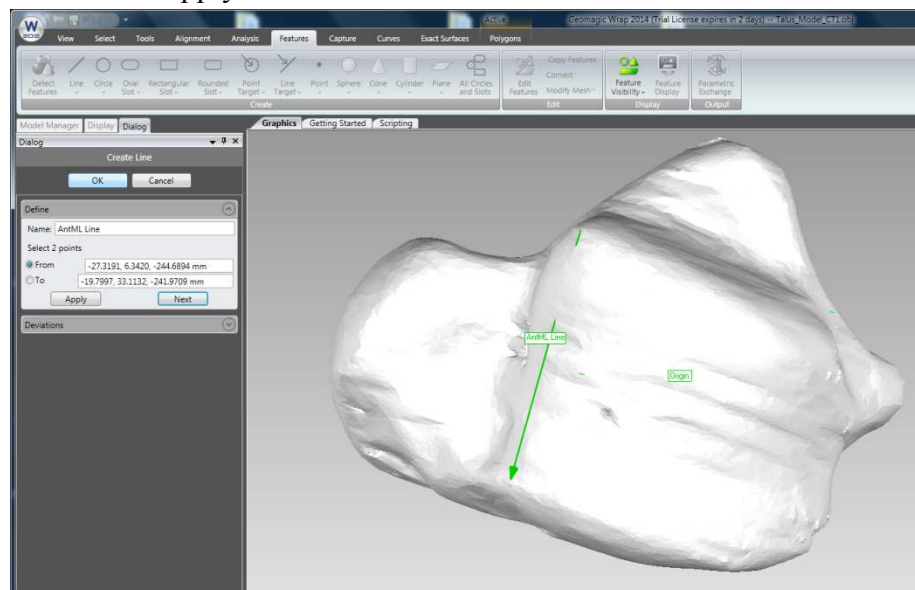 Active Geomagic Wrap 2014 (Trial License expires in 2 days) -- Talus_Model_CT1.obj
View Select Tools Alignment Analysis Features Capture Curves Exact Surfaces Polygons
Detect Features
Line
Circle
Oval Slot
Rectangular Slot
Rounded Slot
Point Target
Line Target
Point
Sphere
Cone
Cylinder
Plane
All Circles and Slots
Create
Edit Features
Copy Features
Convert
Modify Mesh
Edit
Feature Visibility
Feature Display
Display
Parametric Exchange
Output
Model Manager Display Dialog
Graphics Getting Started Scripting
Dialog
Create Line
OK Cancel
Define
Name: AntML Line
Select 2 points
From -27.3191, 6.3420, -244.6894 mm
To -19.7997, 33.1132, -241.9709 mm
Apply Next
Deviations
AntML Line
Origin